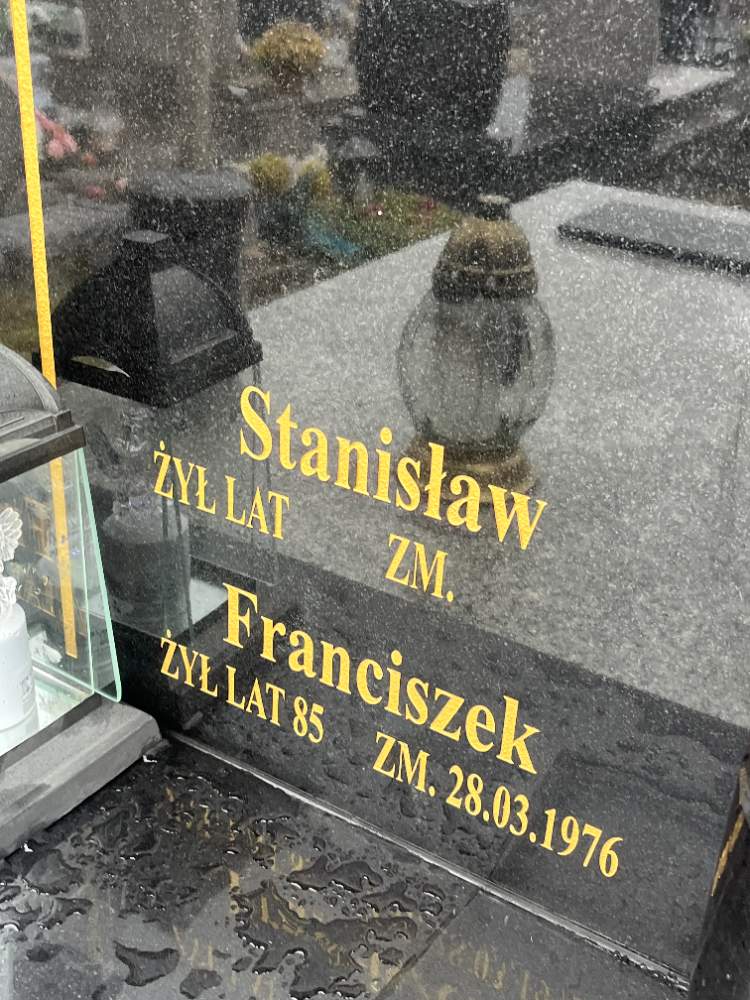 Stanisław
ŻYŁ LAT ZM.
Franciszek
ŻYŁ LAT 85 ZM. 28.03.1976